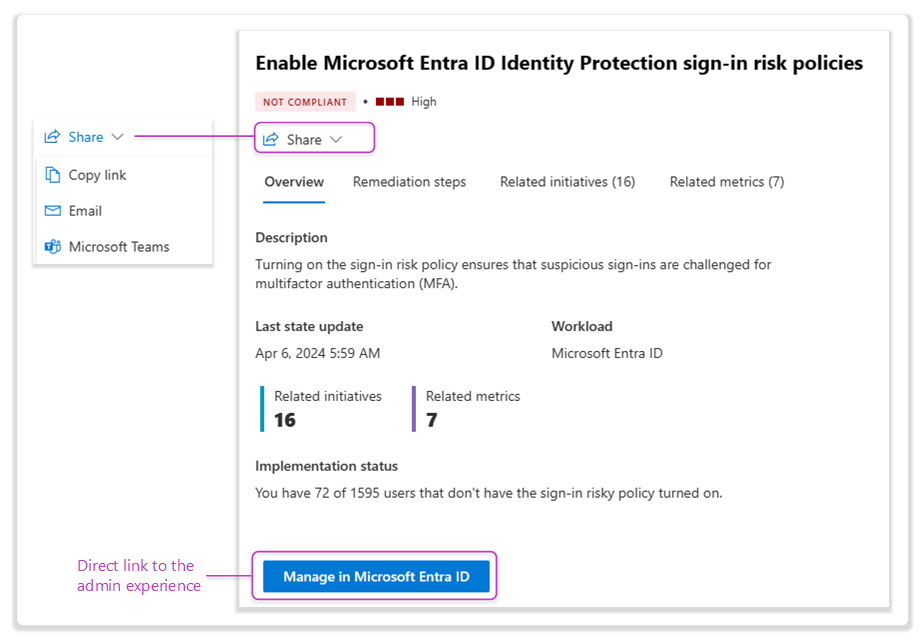 Enable Microsoft Entra ID Identity Protection sign-in risk policies
NOT COMPLIANT • High
Share
Share
Copy link
Email
Microsoft Teams
Overview Remediation steps Related initiatives (16) Related metrics (7)
Description
Turning on the sign-in risk policy ensures that suspicious sign-ins are challenged for
multifactor authentication (MFA).
Last state update Workload
Apr 6, 2024 5:59 AM Microsoft Entra ID
Related initiatives Related metrics
16 7
Implementation status
You have 72 of 1595 users that don't have the sign-in risky policy turned on.
Direct link to the
admin experience
Manage in Microsoft Entra ID